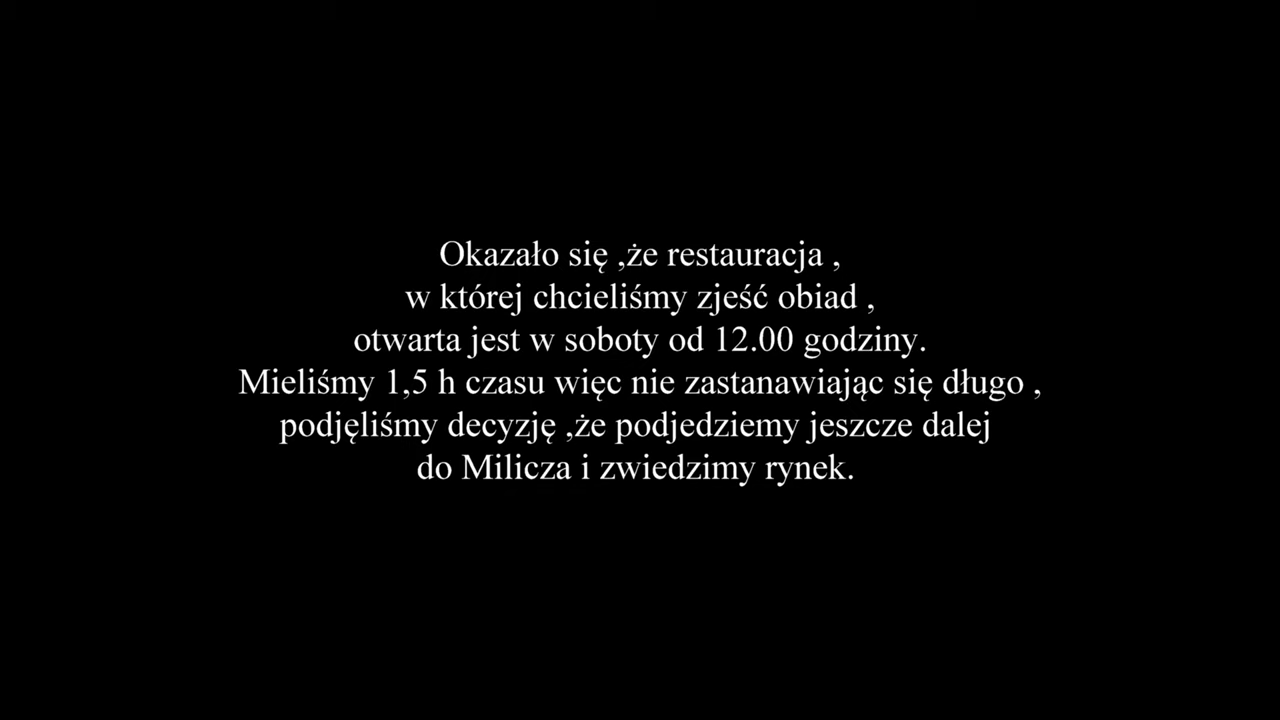 Okazało się ,że restauracja ,
w której chcieliśmy zjeść obiad ,
otwarta jest w soboty od 12.00 godziny.
Mieliśmy 1,5 h czasu więc nie zastanawiając się długo ,
podjęliśmy decyzję ,że podjedziemy jeszcze dalej
do Milicza i zwiedzimy rynek.